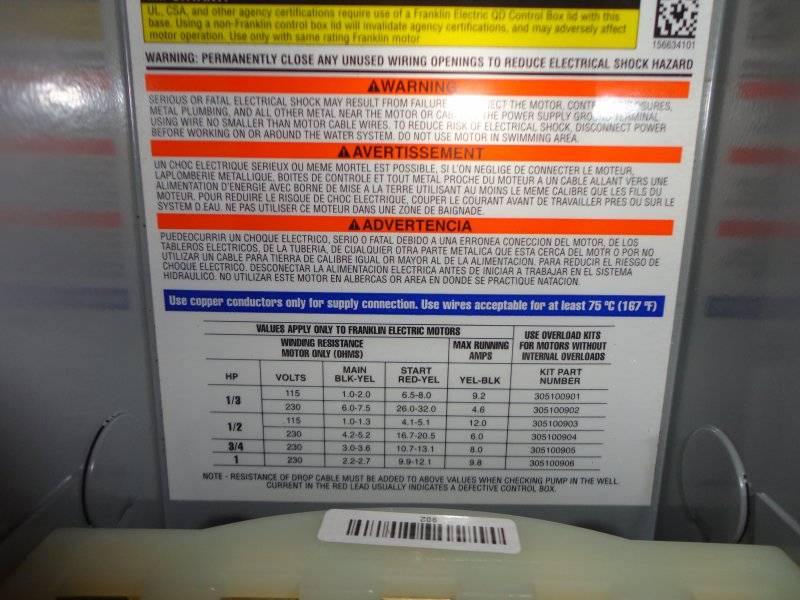 UL, CSA, and other agency certifications require use of a Franklin Electric QD Control Box lid with this
base. Using a non-Franklin control box lid will invalidate agency certifications, and may adversely affect
motor operation. Use only with same rating Franklin motor
156634101
WARNING: PERMANENTLY CLOSE ANY UNUSED WIRING OPENINGS TO REDUCE ELECTRICAL SHOCK HAZARD
WARNING
SERIOUS OR FATAL ELECTRICAL SHOCK MAY RESULT FROM FAILURE CONNECT THE MOTOR, CONTROL ENCLOSURES,
METAL PLUMBING, AND ALL OTHER METAL NEAR THE MOTOR OR CABLE, THE POWER SUPPLY GROUND TERMINAL
USING WIRE NO SMALLER THAN MOTOR CABLE WIRES. TO REDUCE RISK OF ELECTRICAL SHOCK, DISCONNECT POWER
BEFORE WORKING ON OR AROUND THE WATER SYSTEM. DO NOT USE MOTOR IN SWIMMING AREA.
AVERTISSEMENT
UN CHOC ELECTRIQUE SERIEUX OU MEME MORTEL EST POSSIBLE, SI L'ON NEGLIGE DE CONNECTER LE MOTEUR,
LAPLOMBERIE METALLIQUE, BOITES DE CONTROLE ET TOUT METAL PROCHE DU MOTEUR A UN CABLE ALLANT VERS UNE
ALIMENTATION D'ENERGIE AVEC BORNE DE MISE A LA TERRE UTILISANT AU MOINS LE MEME CALIBRE QUE LES FILS DU
MOTEUR. POUR REDUIRE LE RISQUE DE CHOC ELECTRIQUE, COUPER LE COURANT AVANT DE TRAVAILLER PRES OU SUR LE
SYSTEM D EAU. NE PAS UTILISER CE MOTEUR DANS UNE ZONE DE BAIGNADE.
ADVERTENCIA
PUEDEOCURRIR UN CHOQUE ELECTRICO, SERIO O FATAL DEBIDO A UNA ERRONEA CONECCION DEL MOTOR, DE LOS
TABLEROS ELECTRICOS, DE LA TUBERIA, DE CUALQUIER OTRA PARTE METALICA QUE ESTA CERCA DEL MOTR O POR NO
UTILIZAR UN CABLE PARA TIERRA DE CALIBRE IGUAL OR MAYOR AL DE LA ALIMENTACION. PARA REDUCIR EL RIESGO DE
CHOQUE ELECTRICO. DESCONECTAR LA ALIMENTACION ELECTRICA ANTES DE INICIAR A TRABAJAR EN EL SISTEMA
HIDRAULICO. NO UTILIZAR ESTE MOTOR EN ALBERCAS OR AREA EN DONDE SE PRACTIQUE NATACION.
Use copper conductors only for supply connection. Use wires acceptable for at least 75 °C (167 °F)
VALUES APPLY ONLY TO FRANKLIN ELECTRIC MOTORS
WINDING RESISTANCE
MOTOR ONLY (OHMS)
MAX RUNNING
AMPS
USE OVERLOAD KITS
FOR MOTORS WITHOUT
INTERNAL OVERLOADS
HP VOLTS MAIN BLK-YEL START RED-YEL YEL-BLK KIT PART NUMBER
1/3 115 1.0-2.0 6.5-8.0 9.2 305100901
230 6.0-7.5 26.0-32.0 4.6 305100902
1/2 115 1.0-1.3 4.1-5.1 12.0 305100903
230 4.2-5.2 16.7-20.5 6.0 305100904
3/4 230 3.0-3.6 10.7-13.1 8.0 305100905
1 230 2.2-2.7 9.9-12.1 9.8 305100906
NOTE - RESISTANCE OF DROP CABLE MUST BE ADDED TO ABOVE VALUES WHEN CHECKING PUMP IN THE WELL.
CURRENT IN THE RED LEAD USUALLY INDICATES A DEFECTIVE CONTROL BOX.
902